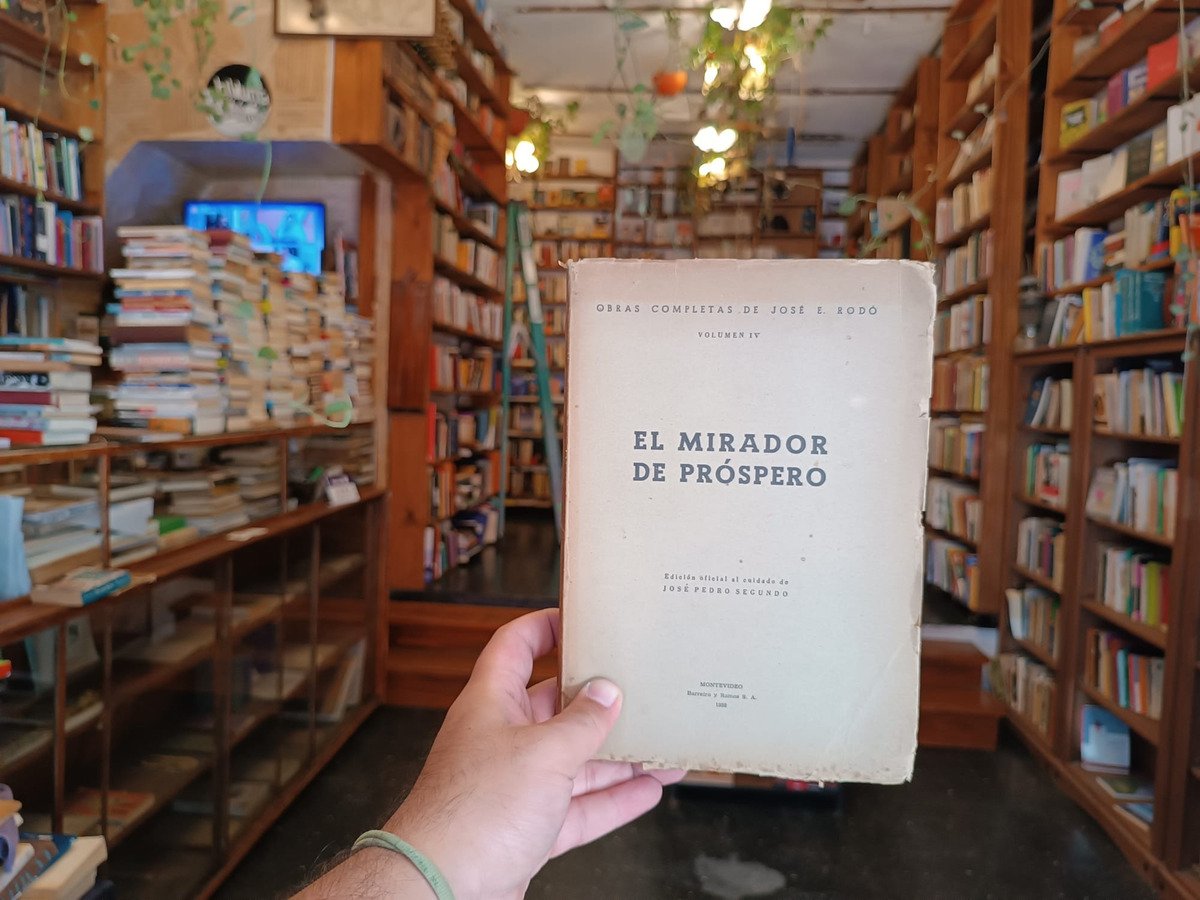 OBRAS COMPLETAS DE JOSÉ E. RODÓ
VOLUMEN IV
EL MIRADOR
DE PRÓSPERO
Edición oficial al cuidado de
JOSÉ PEDRO SEGUNDO
MONTEVIDEO
Barreiro y Ramos S. A.